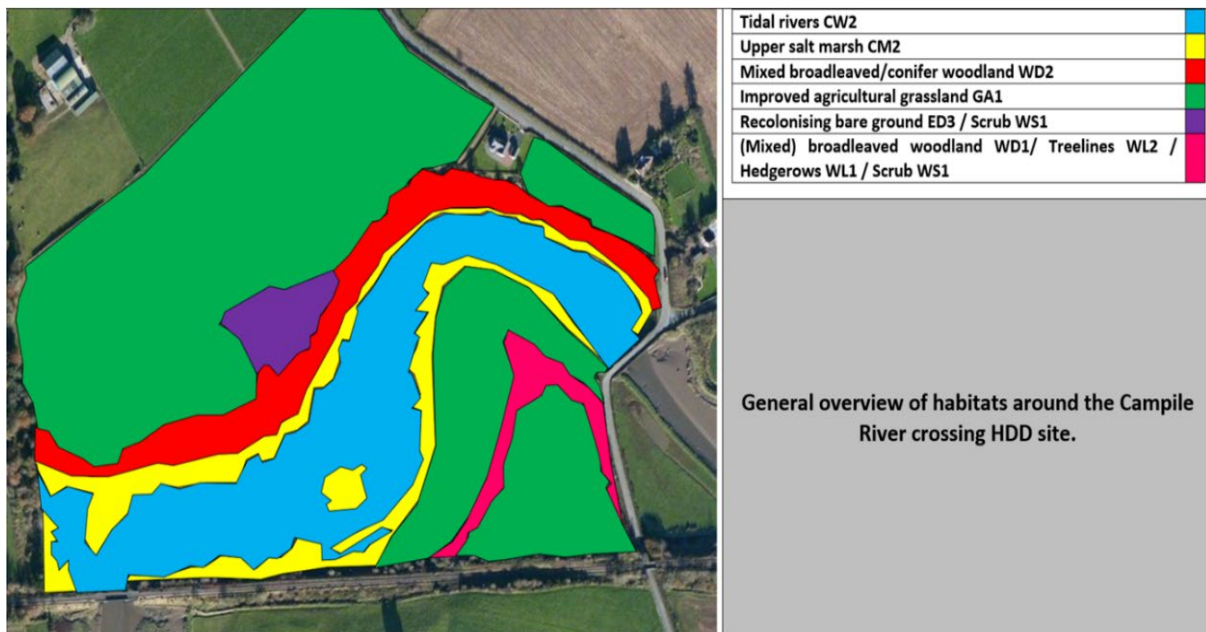 Tidal rivers CW2
Upper salt marsh CM2
Mixed broadleaved/conifer woodland WD2
Improved agricultural grassland GA1
Recolonising bare ground ED3 / Scrub WS1
(Mixed) broadleaved woodland WD1/ Treelines WL2 /
Hedgerows WL1 / Scrub WS1
General overview of habitats around the Campile
River crossing HDD site.